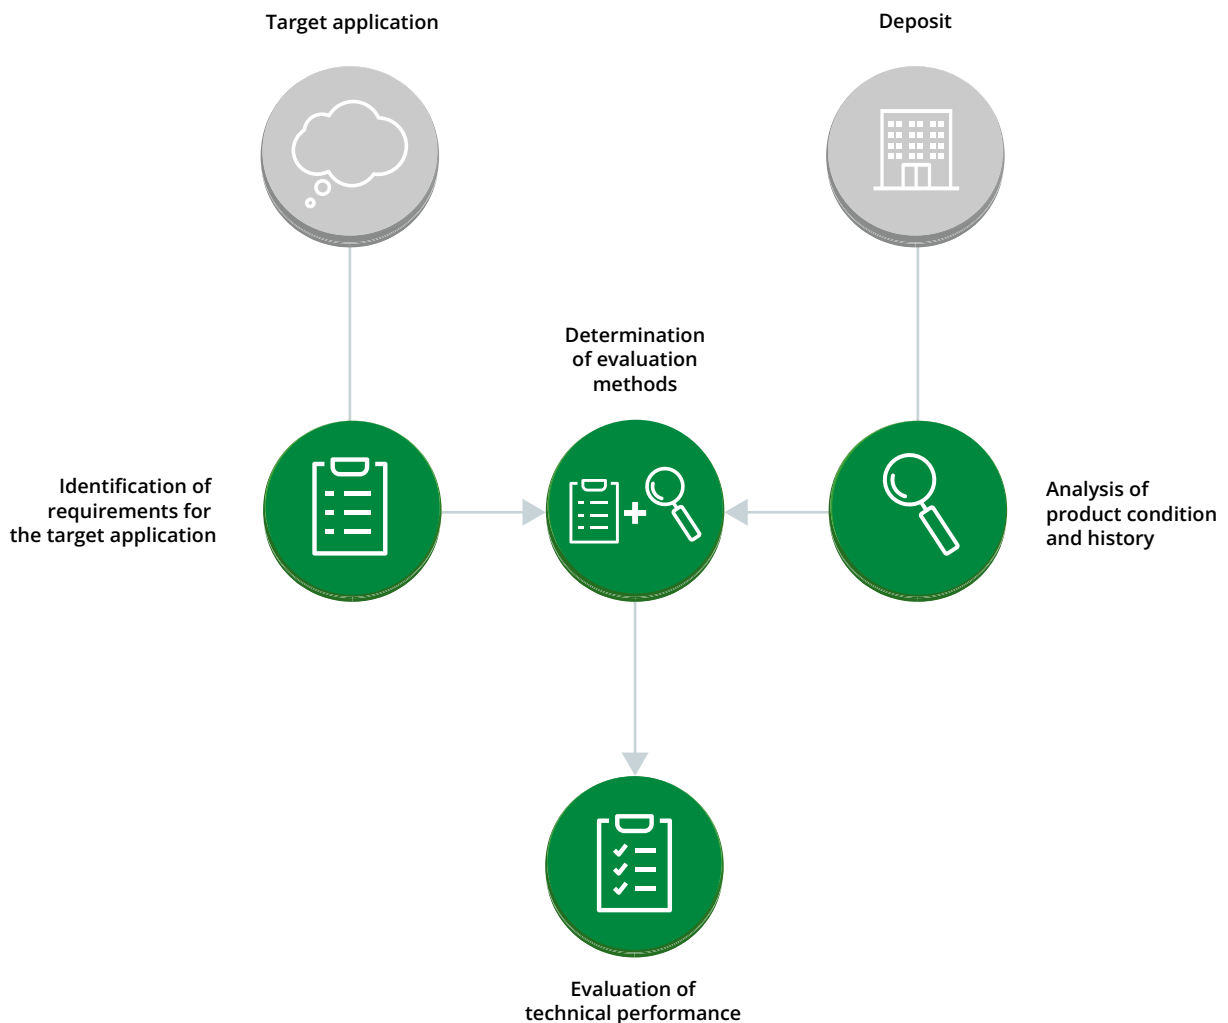 Target application
Deposit
Determination
of evaluation
methods
Identification of
requirements for
the target application
Analysis of
product condition
and history
Evaluation of
technical performance